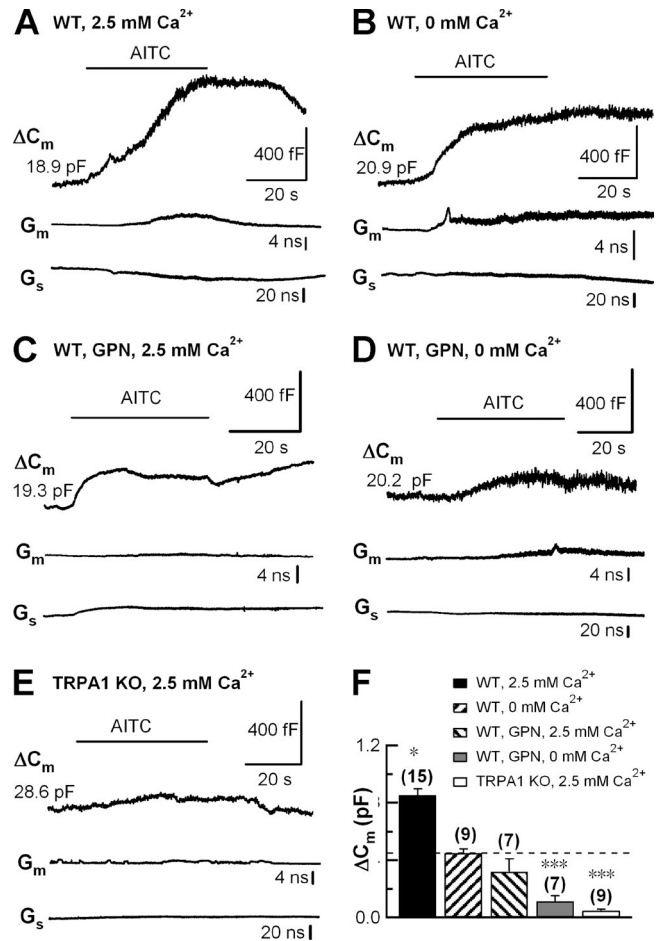 A WT, 2.5 mM Ca²⁺
AITC
ΔCm
18.9 pF
400 fF
20 s
Gm
4 ns
Gs
20 ns
B WT, 0 mM Ca²⁺
AITC
ΔCm
20.9 pF
400 fF
20 s
Gm
4 ns
Gs
20 ns
C WT, GPN, 2.5 mM Ca²⁺
AITC
400 fF
20 s
ΔCm
19.3 pF
Gm
4 ns
Gs
20 ns
D WT, GPN, 0 mM Ca²⁺
AITC
400 fF
20 s
ΔCm
20.2 pF
Gm
4 ns
Gs
20 ns
E TRPA1 KO, 2.5 mM Ca²⁺
AITC
400 fF
20 s
ΔCm
28.6 pF
Gm
4 ns
Gs
20 ns
F
WT, 2.5 mM Ca²⁺
WT, 0 mM Ca²⁺
WT, GPN, 2.5 mM Ca²⁺
WT, GPN, 0 mM Ca²⁺
TRPA1 KO, 2.5 mM Ca²⁺
ΔCm (pF)
1.2
0.0
*
(15)
(9)
(7)
***
(7)
***
(9)